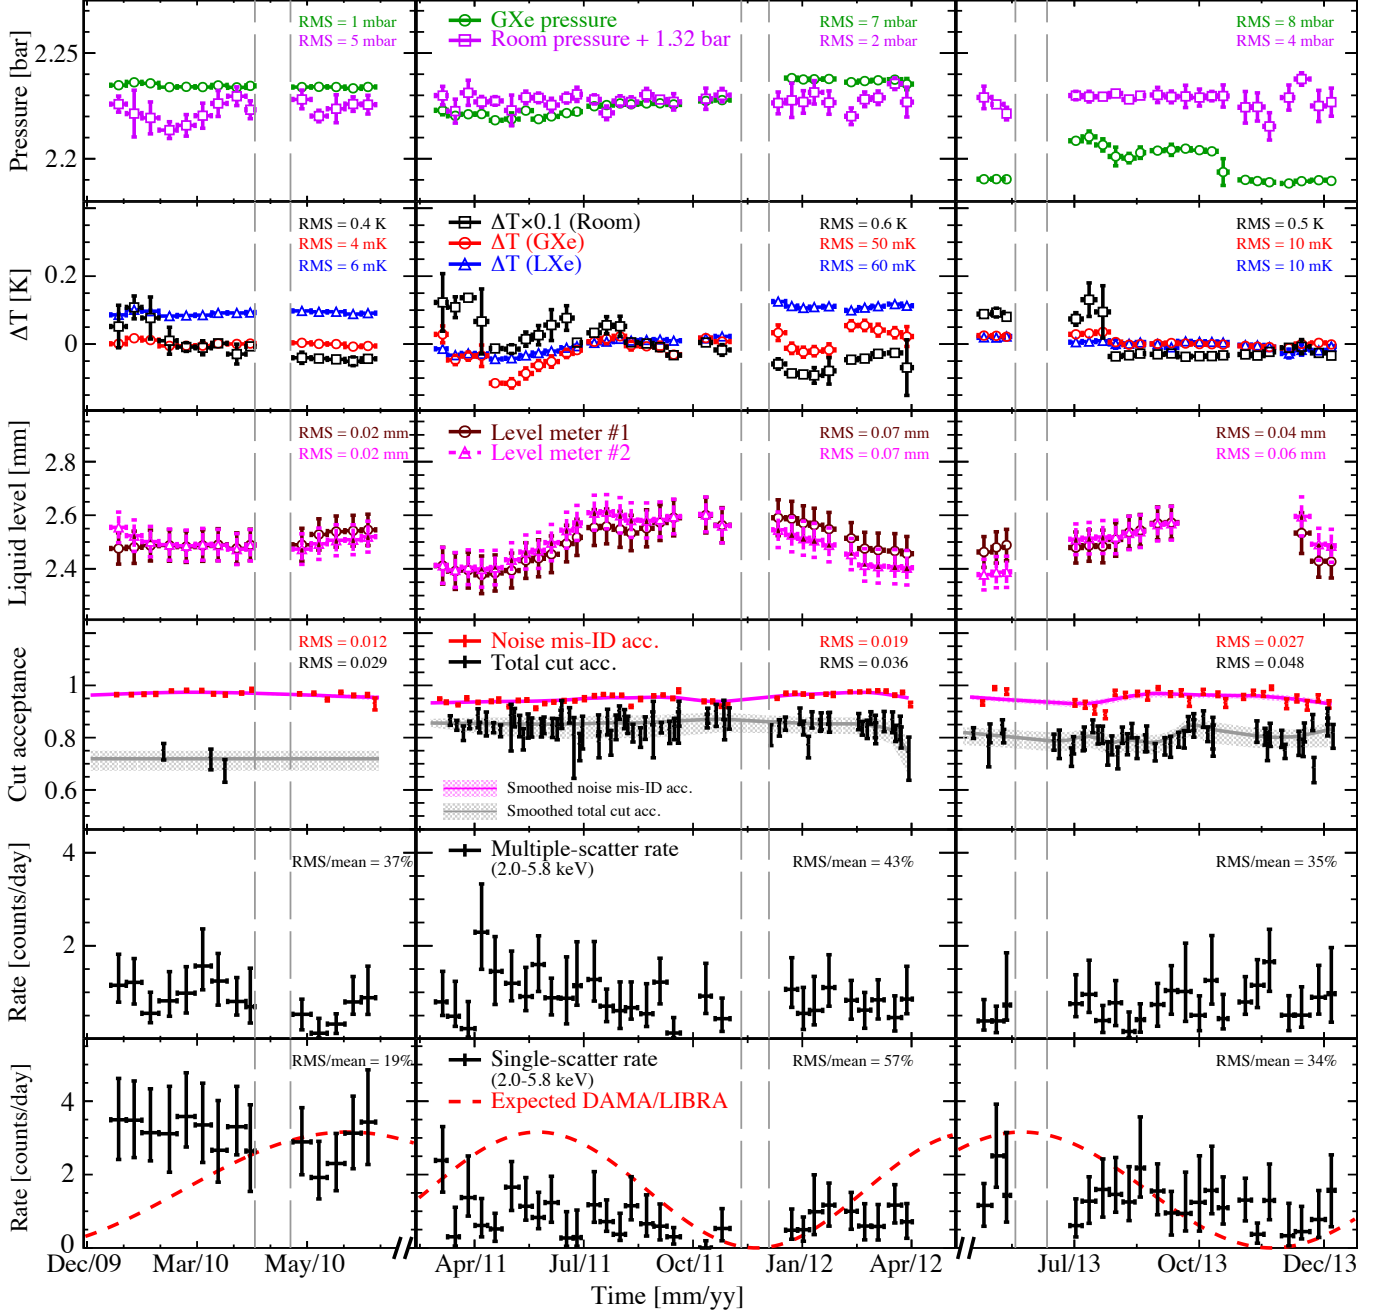 GXe pressure
Room pressure + 1.32 bar
RMS = 1 mbar
RMS = 5 mbar
RMS = 7 mbar
RMS = 2 mbar
RMS = 8 mbar
RMS = 4 mbar
Pressure [bar]
2.25
2.2
ΔT×0.1 (Room)
ΔT (GXe)
ΔT (LXe)
RMS = 0.4 K
RMS = 4 mK
RMS = 6 mK
RMS = 0.6 K
RMS = 50 mK
RMS = 60 mK
RMS = 0.5 K
RMS = 10 mK
RMS = 10 mK
ΔT [K]
0.2
0
Level meter #1
Level meter #2
RMS = 0.02 mm
RMS = 0.02 mm
RMS = 0.07 mm
RMS = 0.07 mm
RMS = 0.04 mm
RMS = 0.06 mm
Liquid level [mm]
2.8
2.6
2.4
Noise mis-ID acc.
Total cut acc.
RMS = 0.012
RMS = 0.029
RMS = 0.019
RMS = 0.036
RMS = 0.027
RMS = 0.048
Cut acceptance
1
0.8
0.6
Smoothed noise mis-ID acc.
Smoothed total cut acc.
Multiple-scatter rate
(2.0-5.8 keV)
RMS/mean = 37%
RMS/mean = 43%
RMS/mean = 35%
Rate [counts/day]
4
2
Single-scatter rate
(2.0-5.8 keV)
Expected DAMA/LIBRA
RMS/mean = 19%
RMS/mean = 57%
RMS/mean = 34%
Rate [counts/day]
4
2
0
Dec/09 Mar/10 May/10 Apr/11 Jul/11 Oct/11 Jan/12 Apr/12 Jul/13 Oct/13 Dec/13
Time [mm/yy]